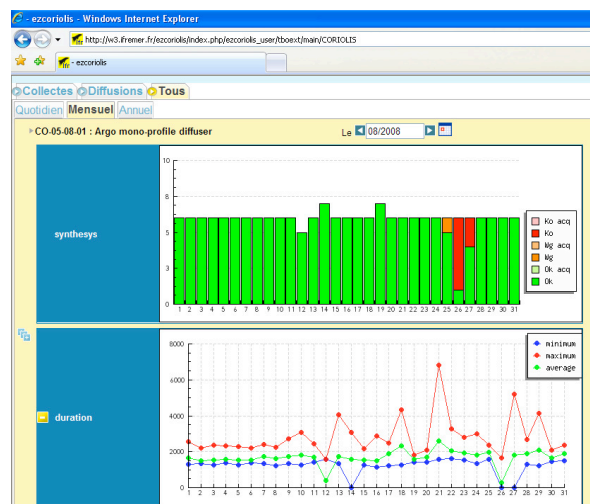 - ezcoriolis - Windows Internet Explorer
http://w3.ifremer.fr/ezcoriolis/index.php/ezcoriolis_user/tboext/main/CORIOLIS
- ezcoriolis
Collectes Diffusions Tous
Quotidien Mensuel Annuel
CO-05-08-01 : Argo mono-profile diffuser Le 08/2008
synthesys
10
8
5
3
0
1 2 3 4 5 6 7 8 9 10 11 12 13 14 15 16 17 18 19 20 21 22 23 24 25 26 27 28 29 30 31
Ko acq
Ko
Wg acq
Wg
Ok acq
Ok
duration
8000
6000
4000
2000
0
1 2 3 4 5 6 7 8 9 10 11 12 13 14 15 16 17 18 19 20 21 22 23 24 25 26 27 28 29 30 31
minimum
maximum
average